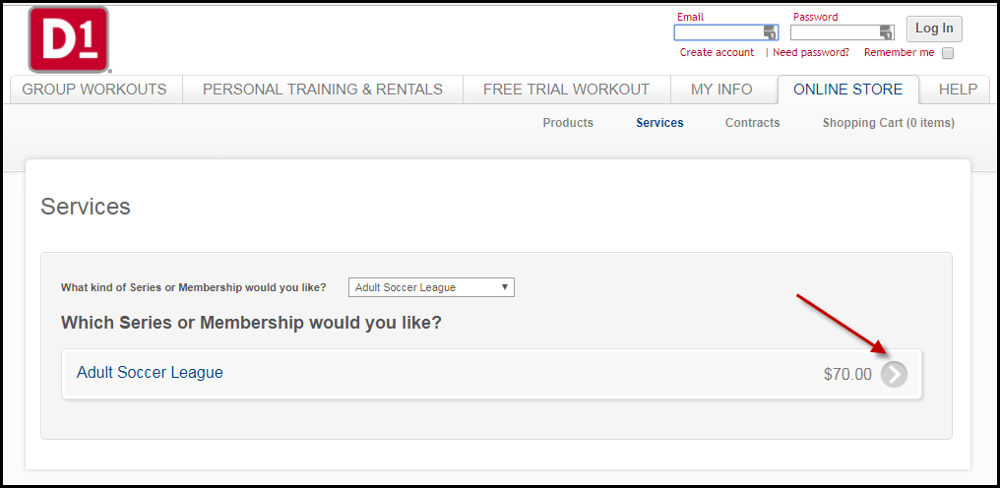 D1
Email Password
Log In
Create account | Need password? Remember me
GROUP WORKOUTS PERSONAL TRAINING & RENTALS FREE TRIAL WORKOUT MY INFO ONLINE STORE HELP
Products Services Contracts Shopping Cart (0 items)
Services
What kind of Series or Membership would you like? Adult Soccer League
Which Series or Membership would you like?
Adult Soccer League $70.00